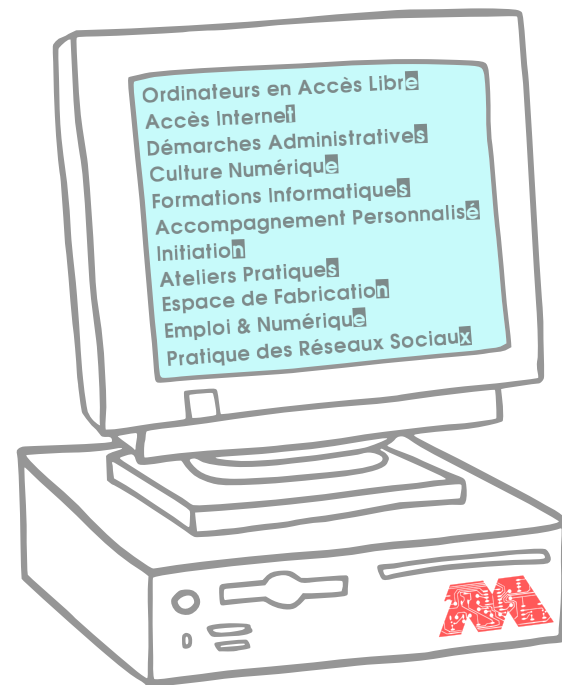 Ordinateurs en Accès Libre
Accès Internet
Démarches Administratives
Culture Numérique
Formations Informatiques
Accompagnement Personnalisé
Initiation
Ateliers Pratiques
Espace de Fabrication
Emploi & Numérique
Pratique des Réseaux Sociaux